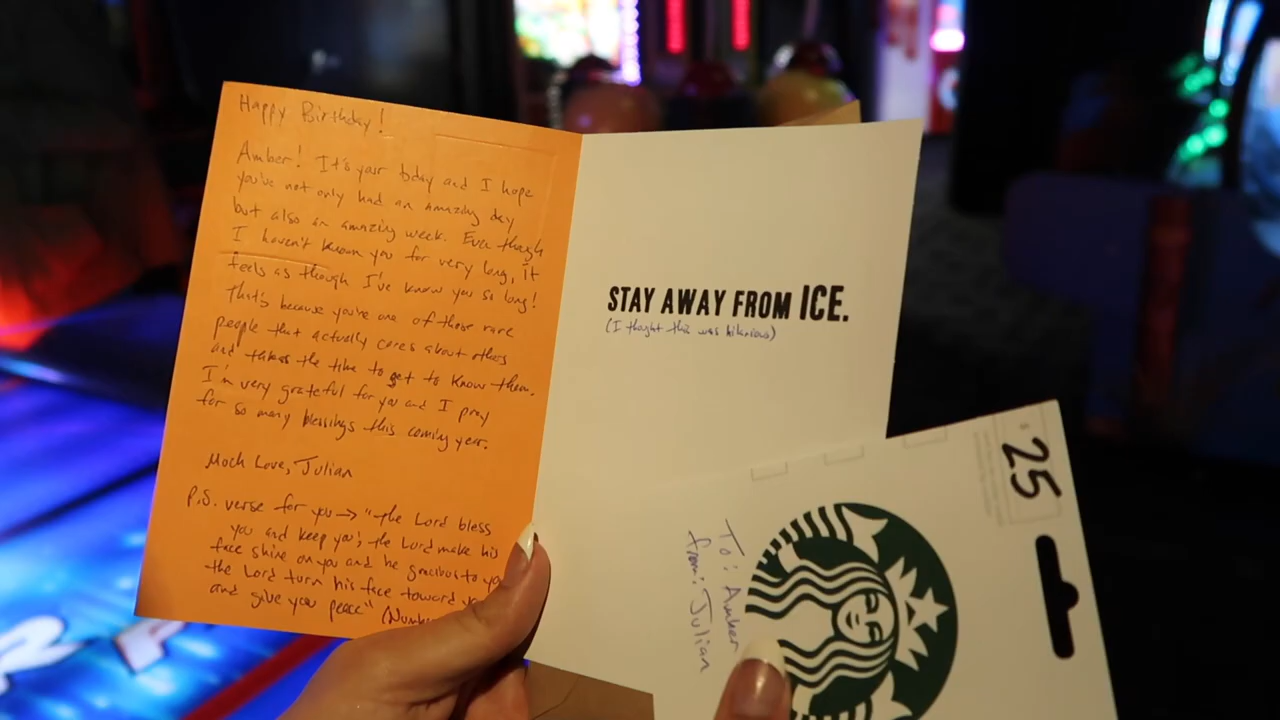 Happy Birthday!
Amber! It's your today and I hope
you've not only had an amazing day
but also an amazing week. Even though
I haven't known you for very long, it
feels as though I've know you so long!
That's because you're one of those rare
people that actually cares about others
and takes the time to get to know them.
I'm very grateful for you and I pray
for so many blessings this coming year.
Moch Love, Julian
P.S. verse for you → "the Lord bless
you and keep you; the Lord make his
face shine on you and be gracious to you
the Lord turn his face toward
and give you peace"
STAY AWAY FROM ICE.
(I thought this was hilarious)
$25
To: Amber
from: Julian